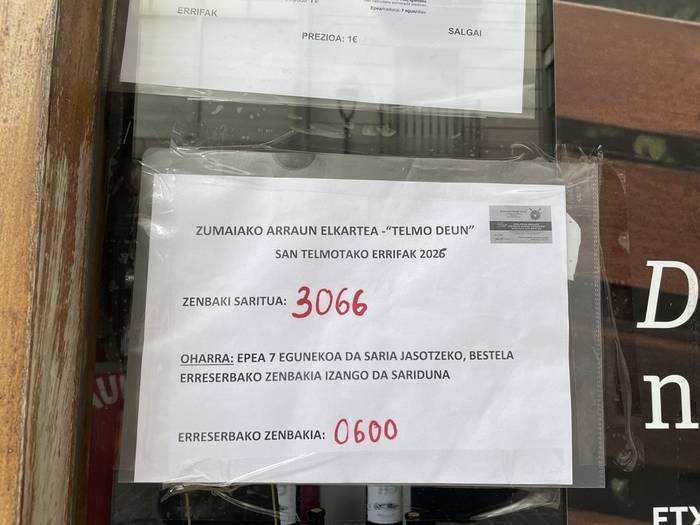 ERRIFAK
PREZIOA: 1€
SALGAI
ZUMAIAKO ARRAUN ELKARTEA -"TELMO DEUN"
SAN TELMOTAKO ERRIFAK 2026
ZENBAKI SARITUA: 3066
OHARRA: EPEA 7 EGUNEKOA DA SARIA JASOTZEKO, BESTELA
ERRESERBAKO ZENBAKIA IZANGO DA SARIDUNA
ERRESERBAKO ZENBAKIA: 0600
D
n
ETX